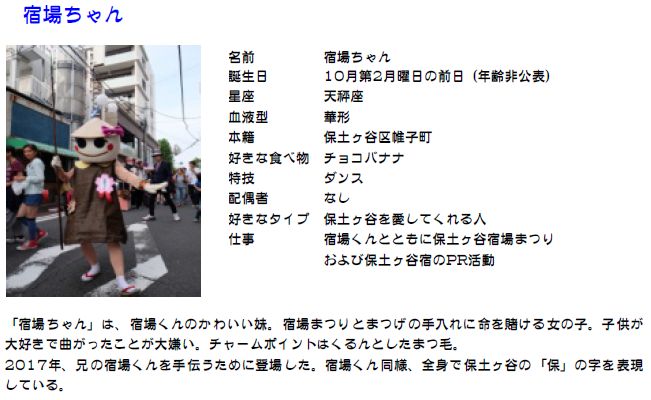 宿場ちゃん
名前 宿場ちゃん
誕生日 10月第2月曜日の前日（年齢非公表）
星座 天秤座
血液型 華形
本籍 保土ヶ谷区帷子町
好きな食べ物 チョコバナナ
特技 ダンス
配偶者 なし
好きなタイプ 保土ヶ谷を愛してくれる人
仕事 宿場くんとともに保土ヶ谷宿場まつり
および保土ヶ谷宿のPR活動
「宿場ちゃん」は、宿場くんのかわいい妹。宿場まつりとまつげの手入れに命を賭ける女の子。子供が
大好きで曲がったことが大嫌い。チャームポイントはくるんとしたまつ毛。
2017年、兄の宿場くんを手伝うために登場した。宿場くん同様、全身で保土ヶ谷の「保」の字を表現
している。